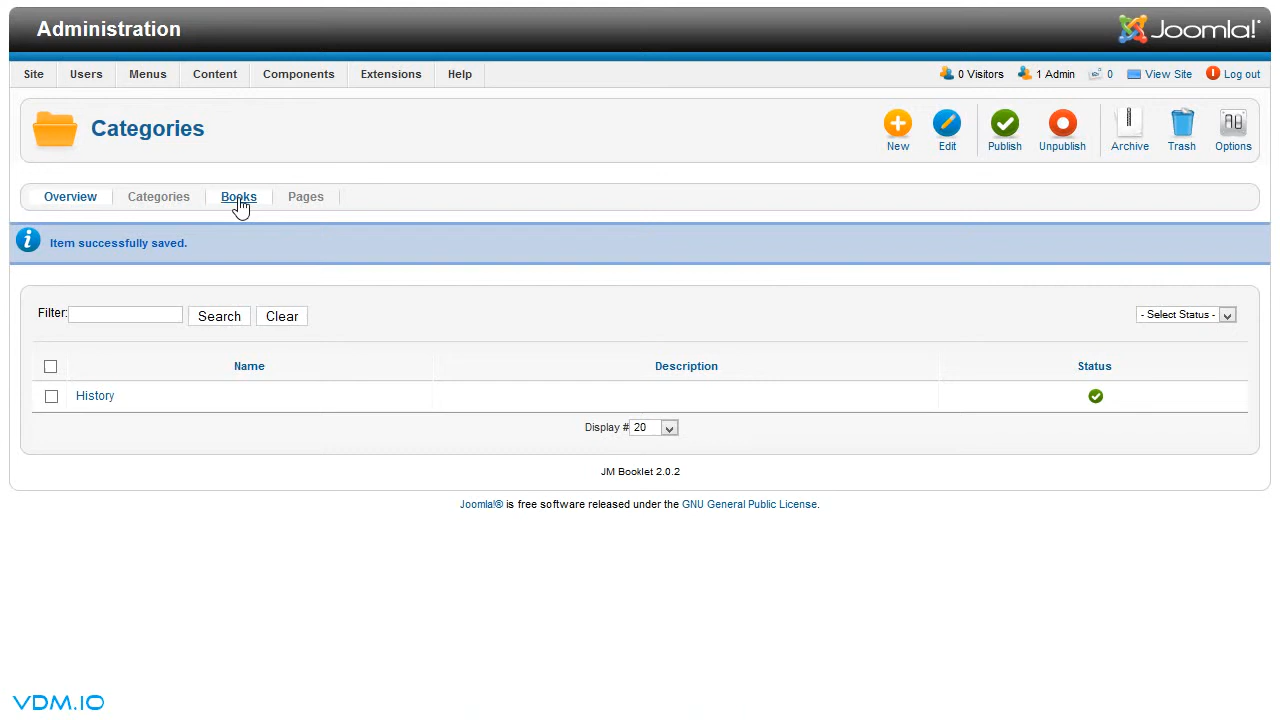 Administration
Joomla!
Site Users Menus Content Components Extensions Help
0 Visitors 1 Admin 0 View Site Log out
Categories
New Edit Publish Unpublish Archive Trash Options
Overview Categories Books Pages
Item successfully saved.
Filter: Search Clear - Select Status -
Name Description Status
History
Display # 20
JM Booklet 2.0.2
Joomla!® is free software released under the GNU General Public License.
VDM.IO